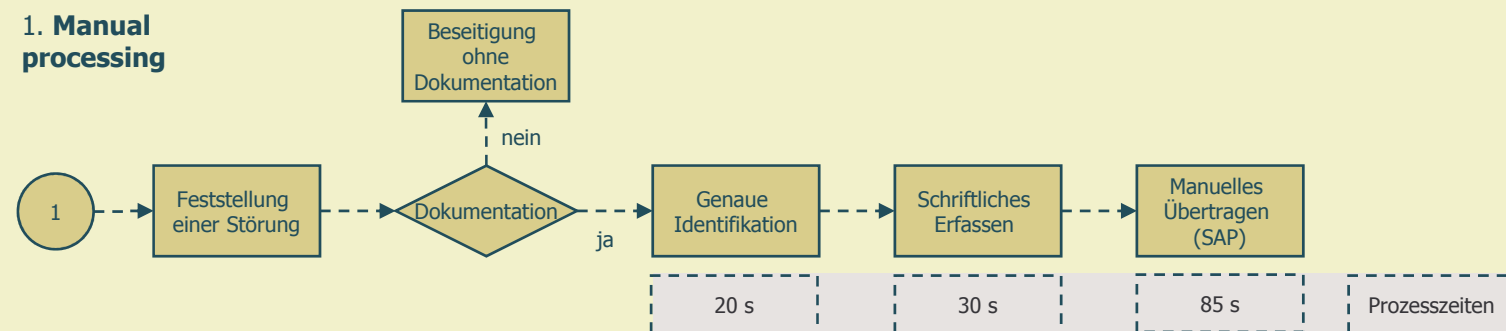 1. Manual
processing
Beseitigung
ohne
Dokumentation
nein
1
Feststellung
einer Störung
Dokumentation
ja
Genaue
Identifikation
Schriftliches
Erfassen
Manuelles
Übertragen
(SAP)
20 s
30 s
85 s
Prozesszeiten